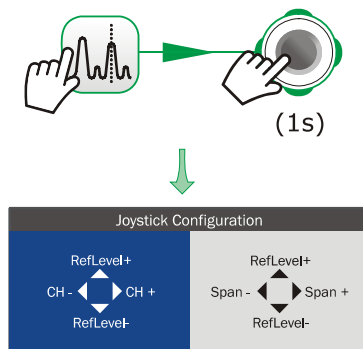 (1s)
Joystick Configuration
RefLevel+
CH - CH +
RefLevel-
RefLevel+
Span - Span +
RefLevel-